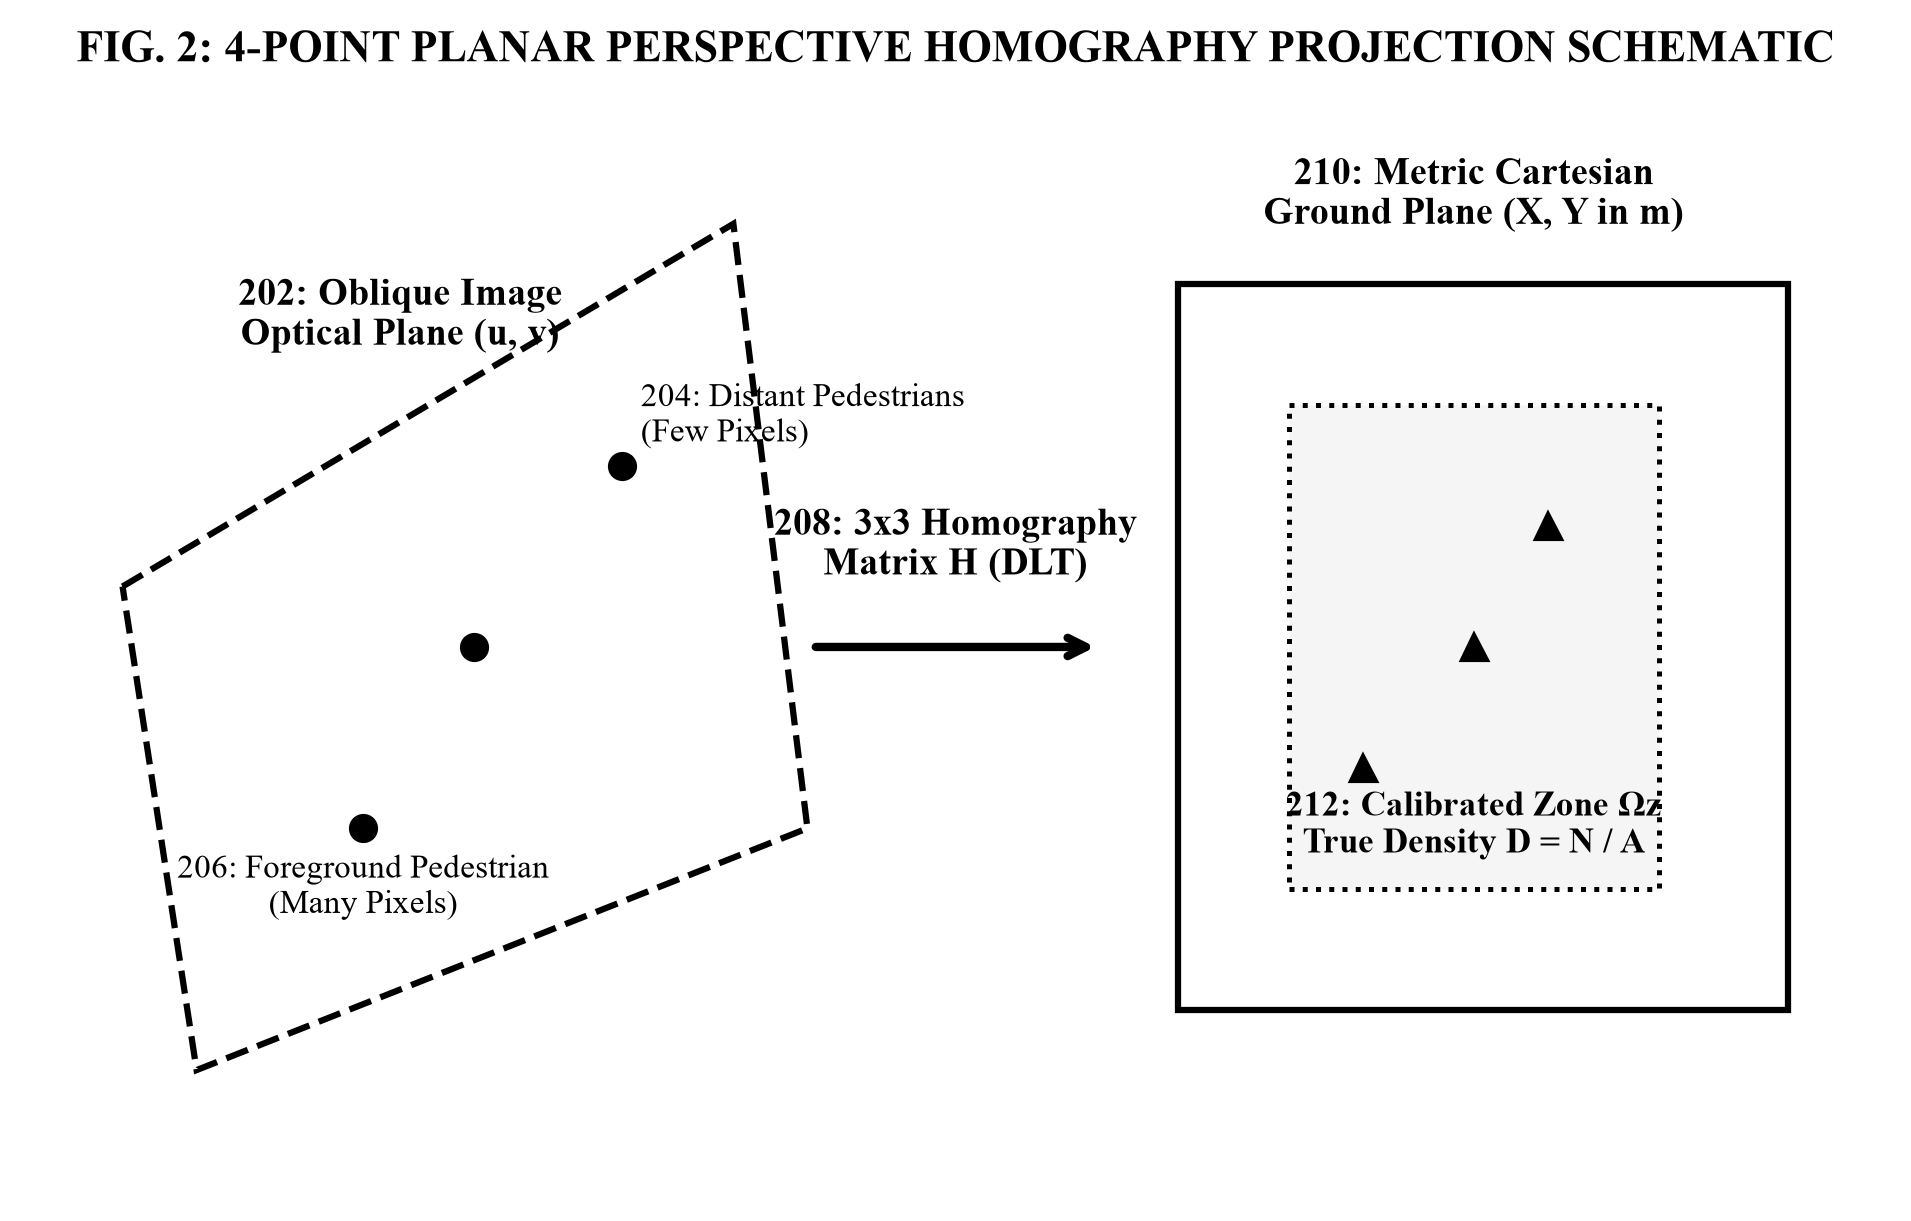 FIG. 2: 4-POINT PLANAR PERSPECTIVE HOMOGRAPHY PROJECTION SCHEMATIC
202: Oblique Image
Optical Plane (u, v)
204: Distant Pedestrians
(Few Pixels)
206: Foreground Pedestrian
(Many Pixels)
208: 3x3 Homography
Matrix H (DLT)
210: Metric Cartesian
Ground Plane (X, Y in m)
212: Calibrated Zone Ωz
True Density D = N / A